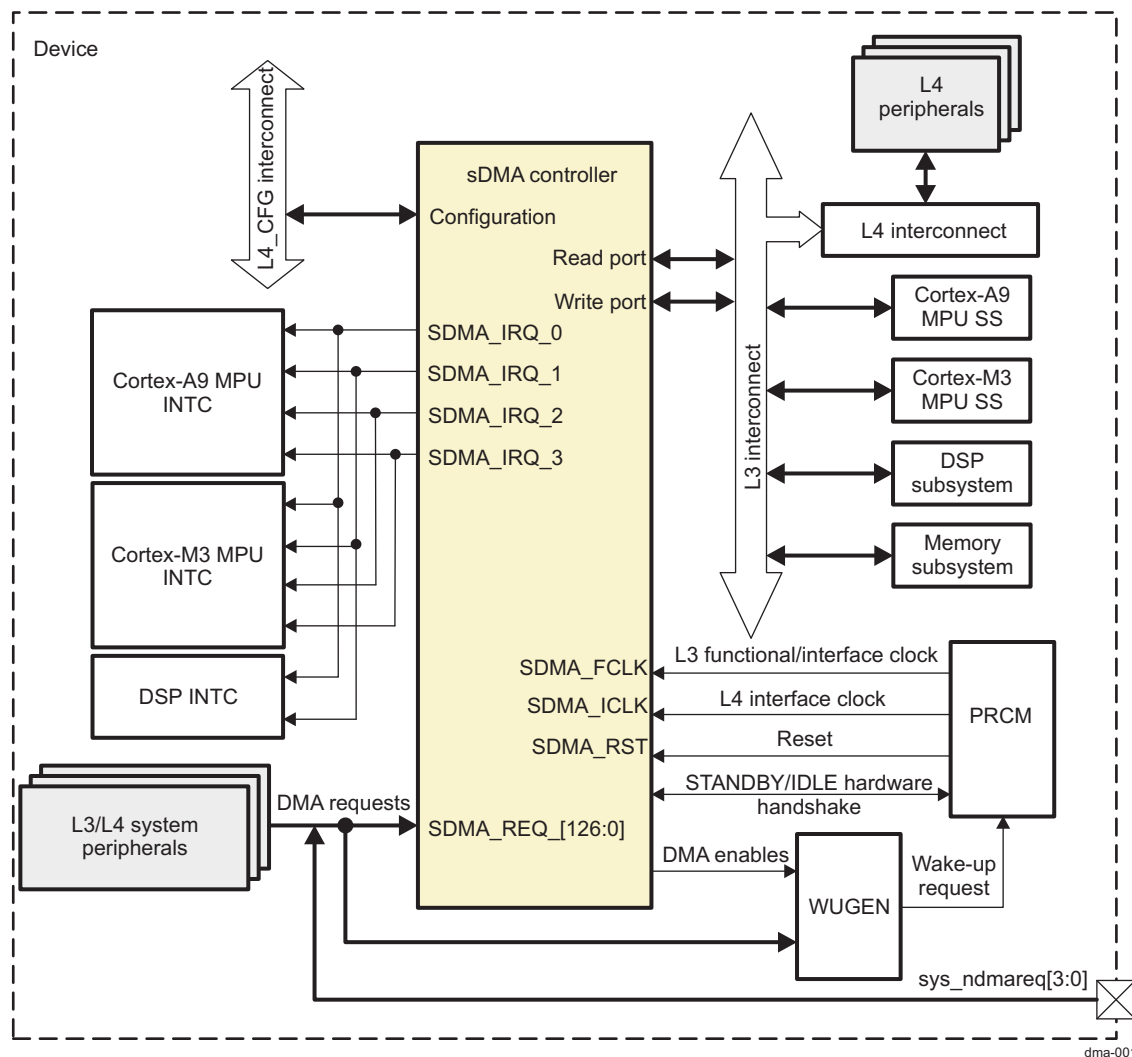 Device
L4_CFG interconnect
L4
peripherals
sDMA controller
Configuration
Read port
Write port
L4 interconnect
L3 interconnect
Cortex-A9
MPU SS
Cortex-M3
MPU SS
DSP
subsystem
Memory
subsystem
Cortex-A9 MPU
INTC
SDMA_IRQ_0
SDMA_IRQ_1
SDMA_IRQ_2
SDMA_IRQ_3
Cortex-M3 MPU
INTC
DSP INTC
SDMA_FCLK
L3 functional/interface clock
SDMA_ICLK
L4 interface clock
SDMA_RST
Reset
PRCM
STANDBY/IDLE hardware
handshake
L3/L4 system
peripherals
DMA requests
SDMA_REQ_[126:0]
DMA enables
Wake-up
request
WUGEN
sys_ndmareq[3:0]
dma-001